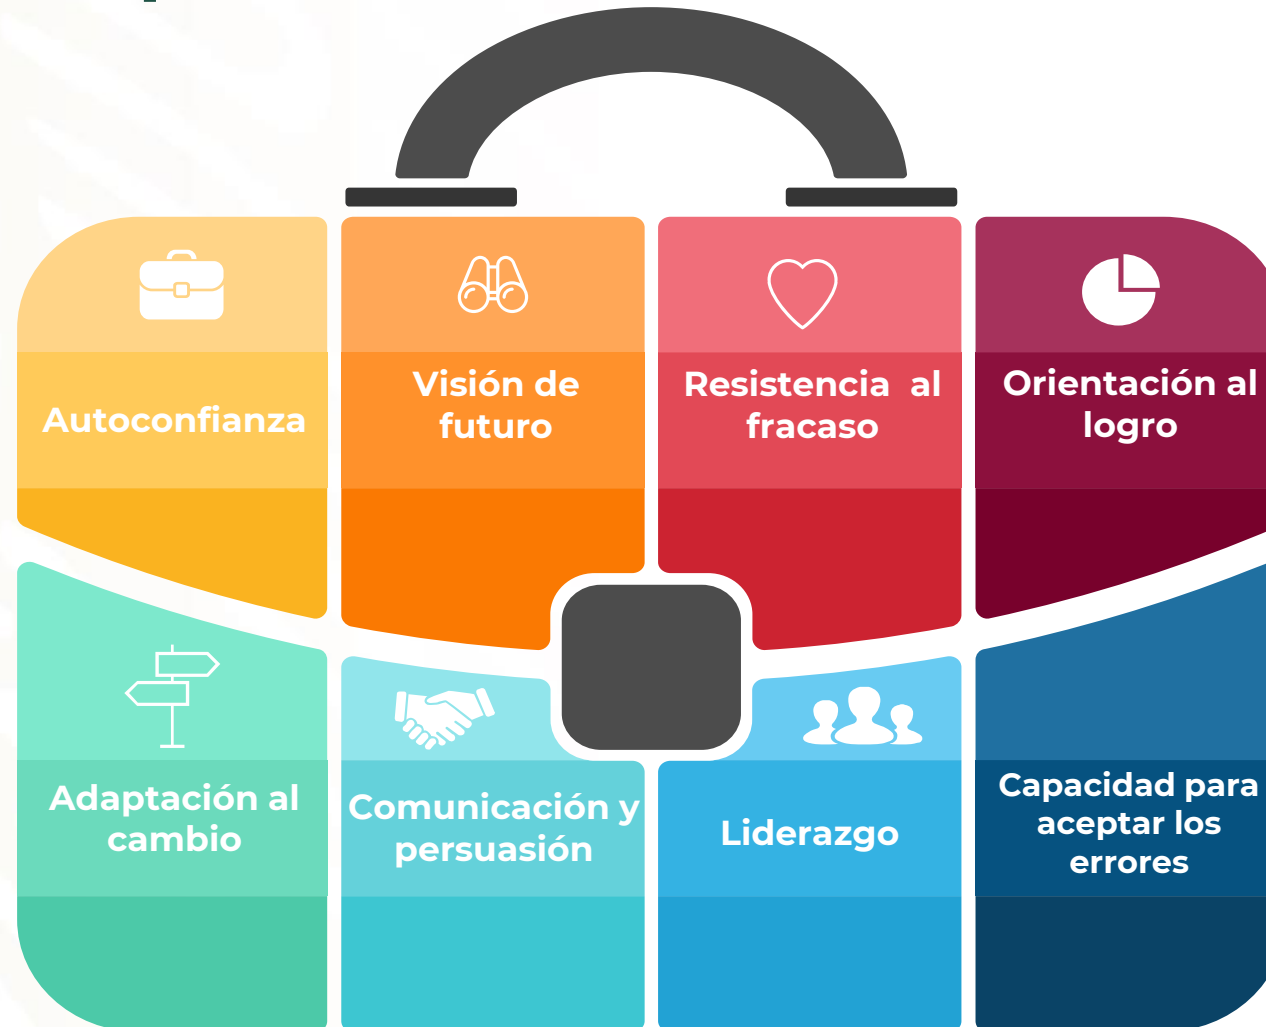 Autoconfianza
Visión de
futuro
Resistencia al
fracaso
Orientación al
logro
Adaptación al
cambio
Comunicación y
persuasión
Liderazgo
Capacidad para
aceptar los
errores